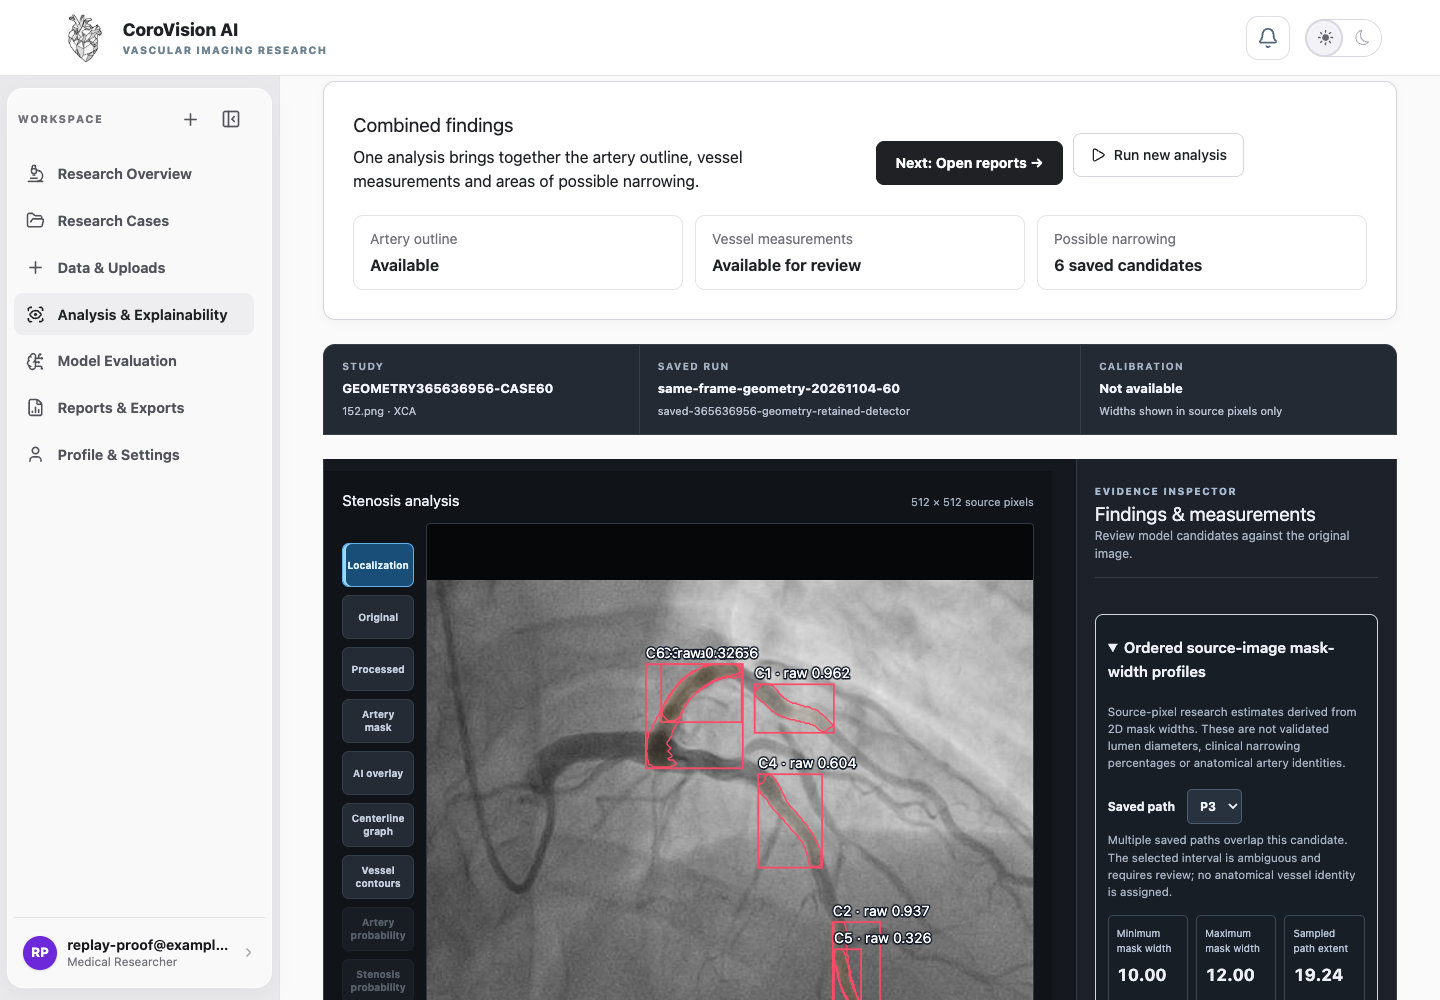 CoroVision AI
VASCULAR IMAGING RESEARCH
WORKSPACE
Research Overview
Research Cases
Data & Uploads
Analysis & Explainability
Model Evaluation
Reports & Exports
Profile & Settings
RP
replay-proof@exampl...
Medical Researcher
Combined findings
One analysis brings together the artery outline, vessel
measurements and areas of possible narrowing.
Next: Open reports →
Run new analysis
Artery outline
Available
Vessel measurements
Available for review
Possible narrowing
6 saved candidates
STUDY
GEOMETRY365636956-CASE60
152.png · XCA
SAVED RUN
same-frame-geometry-20261104-60
saved-365636956-geometry-retained-detector
CALIBRATION
Not available
Widths shown in source pixels only
Stenosis analysis
512 × 512 source pixels
Localization
Original
Processed
Artery
mask
AI overlay
Centerline
graph
Vessel
contours
Artery
probability
Stenosis
probability
C1 · raw 0.962
C4 · raw 0.604
C2 · raw 0.937
C5 · raw 0.326
EVIDENCE INSPECTOR
Findings & measurements
Review model candidates against the original
image.
▼ Ordered source-image mask-
width profiles
Source-pixel research estimates derived from
2D mask widths. These are not validated
lumen diameters, clinical narrowing
percentages or anatomical artery identities.
Saved path P3
Multiple saved paths overlap this candidate.
The selected interval is ambiguous and
requires review; no anatomical vessel identity
is assigned.
Minimum
mask width
10.00
Maximum
mask width
12.00
Sampled
path extent
19.24